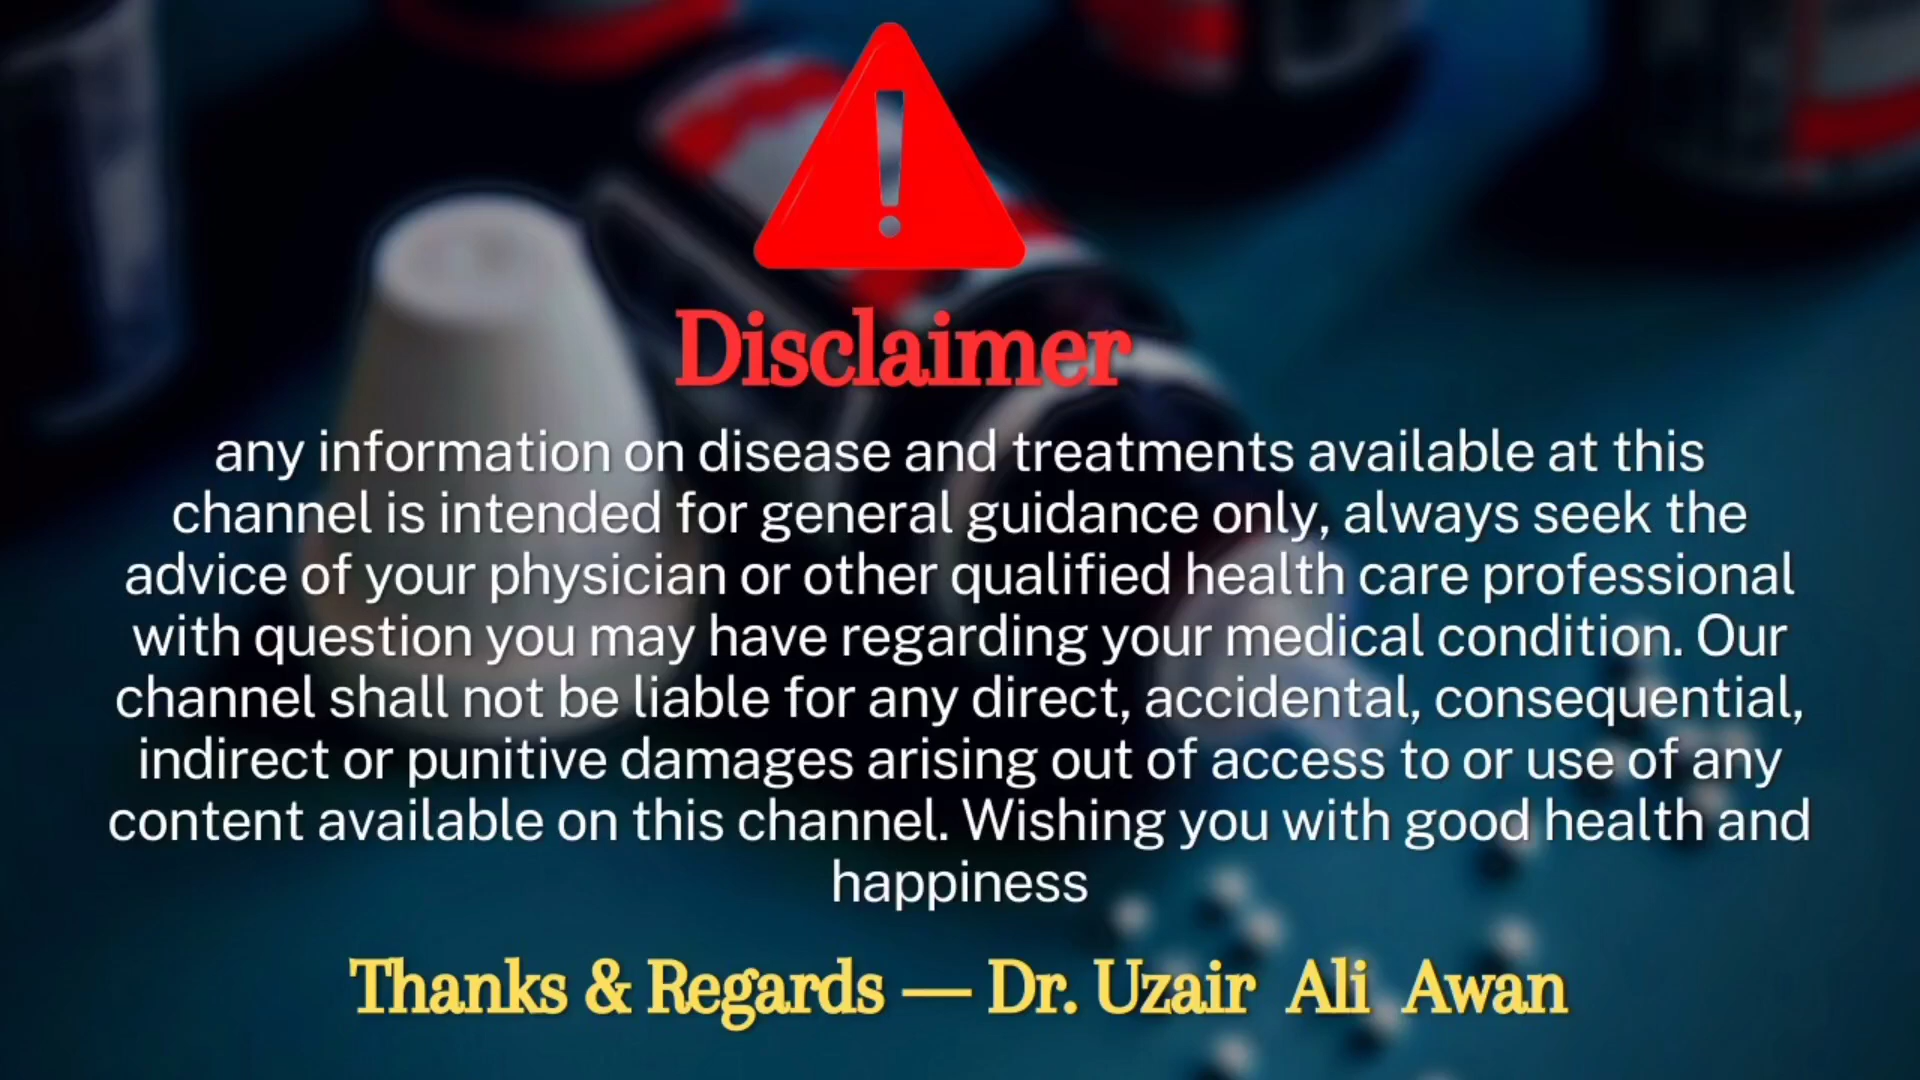 Disclaimer
any information on disease and treatments available at this
channel is intended for general guidance only, always seek the
advice of your physician or other qualified health care professional
with question you may have regarding your medical condition. Our
channel shall not be liable for any direct, accidental, consequential,
indirect or punitive damages arising out of access to or use of any
content available on this channel. Wishing you with good health and
happiness
Thanks & Regards — Dr. Uzair Ali Awan